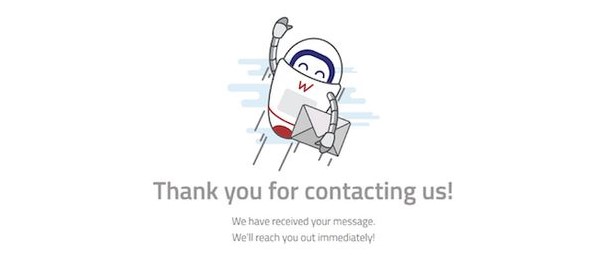 W
Thank you for contacting us!
We have received your message.
We'll reach you out immediately!